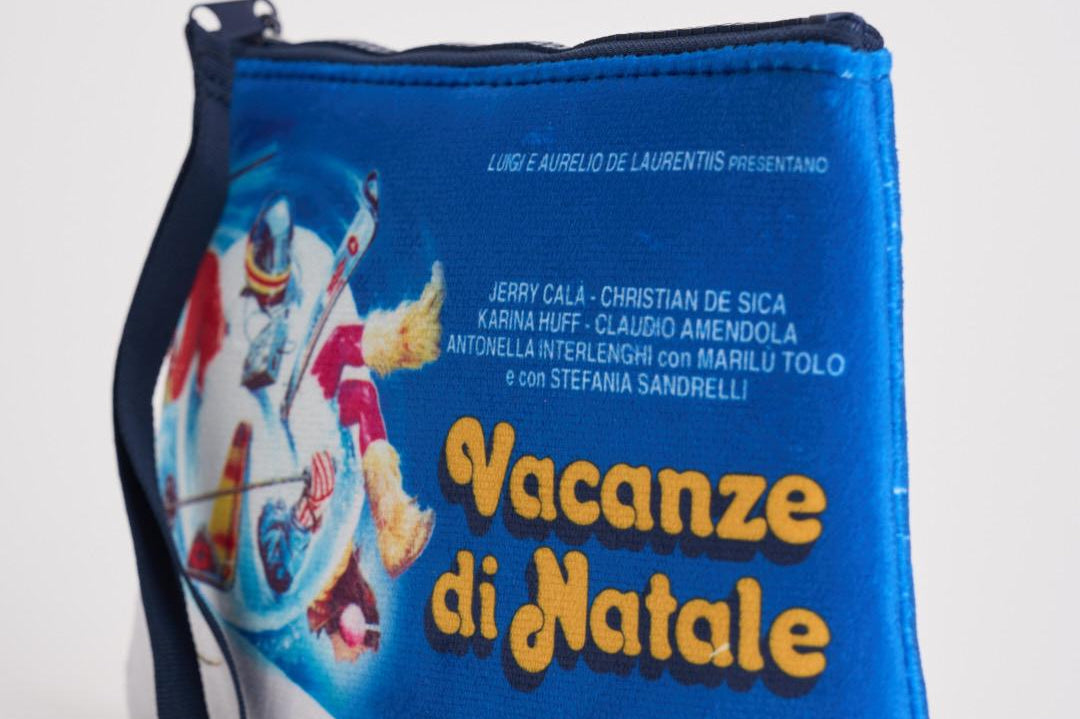 LUIGI E AURELIO DE LAURENTIIS PRESENTANO
JERRY CALÀ - CHRISTIAN DE SICA
KARINA HUFF - CLAUDIO AMENDOLA
ANTONELLA INTERLENGHI con MARILÙ TOLO
e con STEFANIA SANDRELLI
Vacanze
di Natale